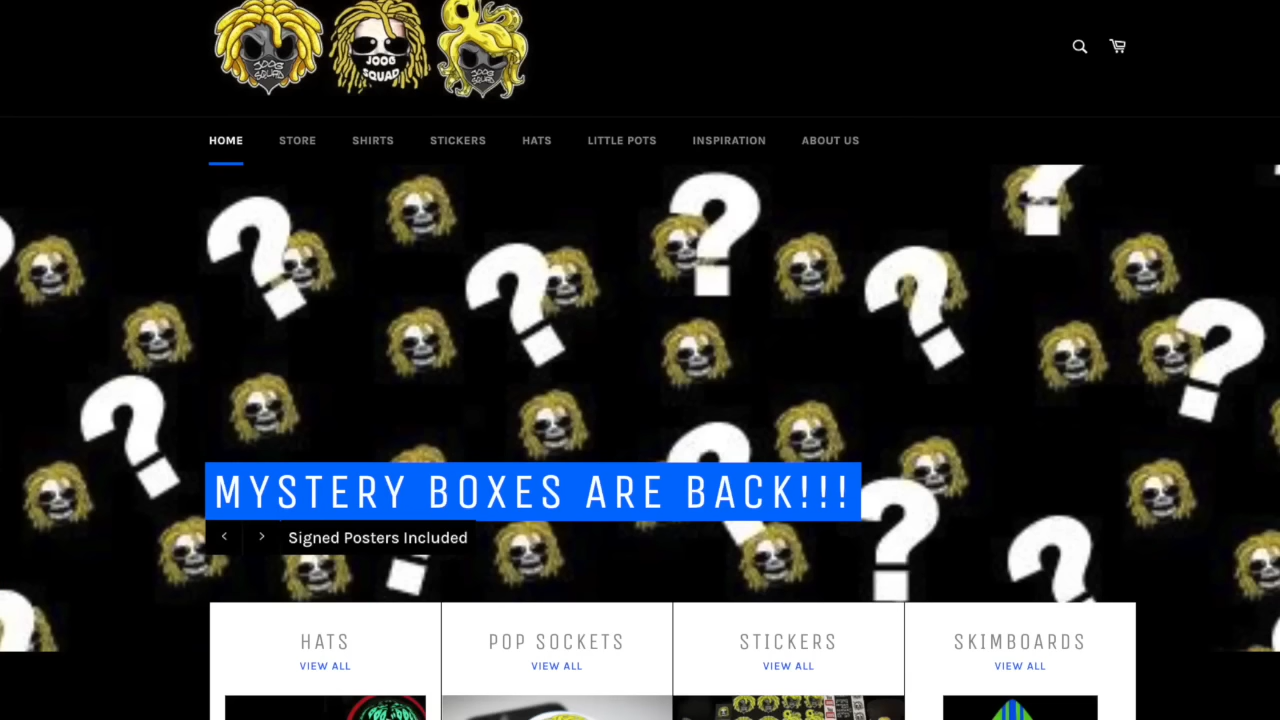 JOOG
SQUAD
JOOG
SQUAD
JOOG
SQUAD
HOME STORE SHIRTS STICKERS HATS LITTLE POTS INSPIRATION ABOUT US
MYSTERY BOXES ARE BACK!!!
Signed Posters Included
HATS POP SOCKETS STICKERS SKIMBOARDS
VIEW ALL VIEW ALL VIEW ALL VIEW ALL